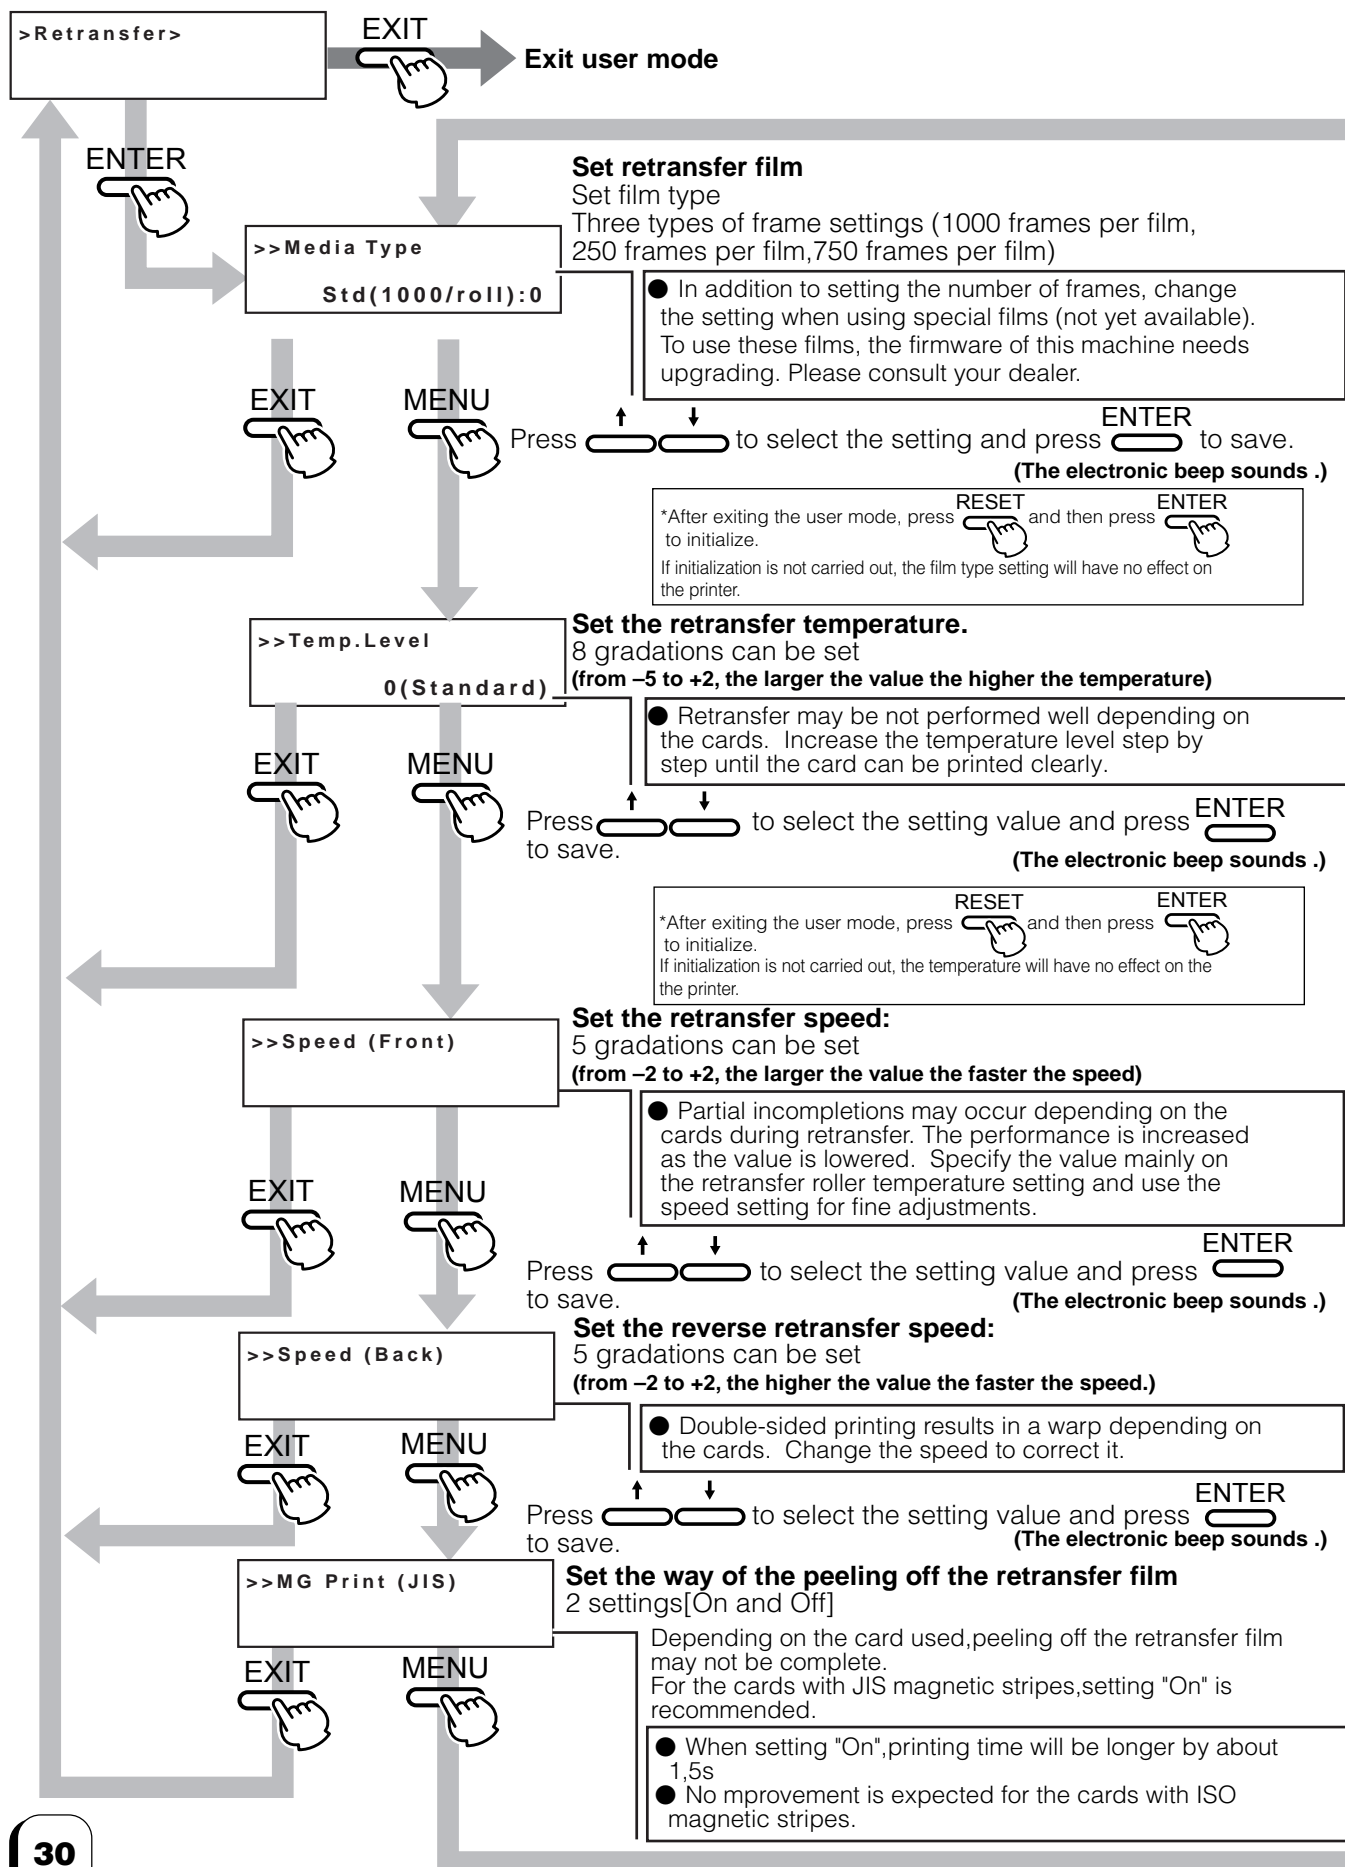 >Retransfer>
EXIT
Exit user mode
ENTER
Set retransfer film
Set film type
Three types of frame settings (1000 frames per film,
250 frames per film,750 frames per film)
>>Media Type
Std(1000/roll):0
● In addition to setting the number of frames, change
the setting when using special films (not yet available).
To use these films, the firmware of this machine needs
upgrading. Please consult your dealer.
EXIT
MENU
Press to select the setting and press ENTER to save.
(The electronic beep sounds .)
*After exiting the user mode, press RESET and then press ENTER
to initialize.
If initialization is not carried out, the film type setting will have no effect on
the printer.
Set the retransfer temperature.
8 gradations can be set
(from –5 to +2, the larger the value the higher the temperature)
>>Temp.Level
0(Standard)
● Retransfer may be not performed well depending on
the cards.  Increase the temperature level step by
step until the card can be printed clearly.
EXIT
MENU
Press to select the setting value and press ENTER
to save.
(The electronic beep sounds .)
*After exiting the user mode, press RESET and then press ENTER
to initialize.
If initialization is not carried out, the temperature will have no effect on the
the printer.
Set the retransfer speed:
5 gradations can be set
(from –2 to +2, the larger the value the faster the speed)
>>Speed (Front)
● Partial incompletions may occur depending on the
cards during retransfer. The performance is increased
as the value is lowered.  Specify the value mainly on
the retransfer roller temperature setting and use the
speed setting for fine adjustments.
EXIT
MENU
Press to select the setting value and press ENTER
to save.
(The electronic beep sounds .)
Set the reverse retransfer speed:
5 gradations can be set
(from –2 to +2, the higher the value the faster the speed.)
>>Speed (Back)
● Double-sided printing results in a warp depending on
the cards.  Change the speed to correct it.
EXIT
MENU
Press to select the setting value and press ENTER
to save.
(The electronic beep sounds .)
>>MG Print (JIS)
Set the way of the peeling off the retransfer film
2 settings[On and Off]
Depending on the card used,peeling off the retransfer film
may not be complete.
For the cards with JIS magnetic stripes,setting "On" is
recommended.
EXIT
MENU
● When setting "On",printing time will be longer by about
1,5s
● No mprovement is expected for the cards with ISO
magnetic stripes.
30